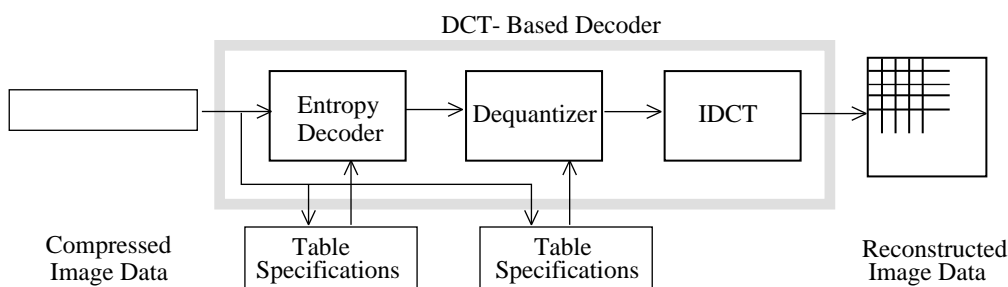 DCT- Based Decoder
Entropy
Decoder
Dequantizer
IDCT
Compressed
Image Data
Table
Specifications
Table
Specifications
Reconstructed
Image Data